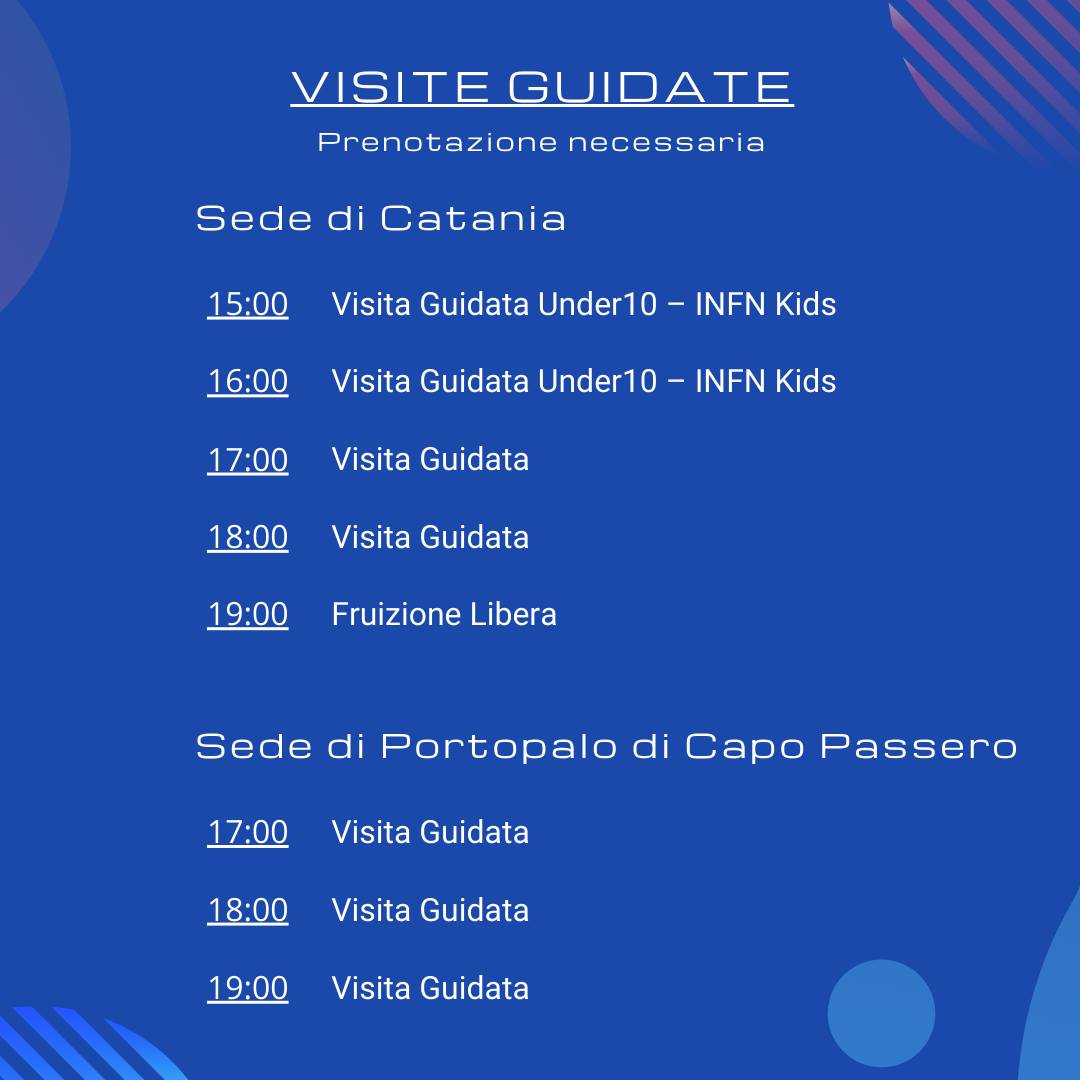 VISITE GUIDATE
Prenotazione necessaria
Sede di Catania
15:00 Visita Guidata Under10 – INFN Kids
16:00 Visita Guidata Under10 – INFN Kids
17:00 Visita Guidata
18:00 Visita Guidata
19:00 Fruizione Libera
Sede di Portopalo di Capo Passero
17:00 Visita Guidata
18:00 Visita Guidata
19:00 Visita Guidata